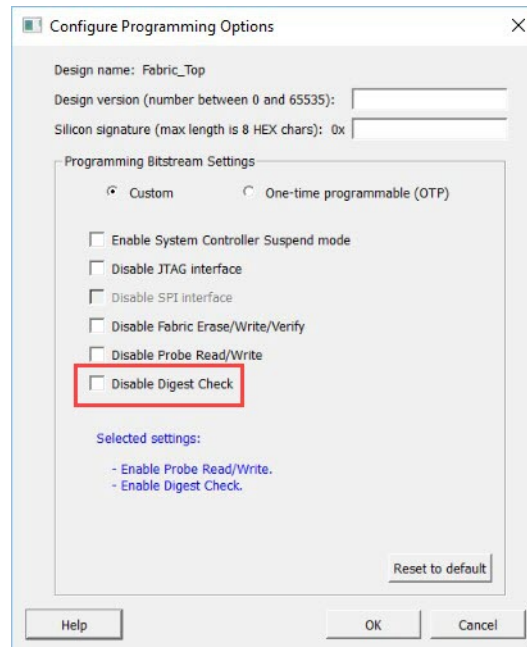 Configure Programming Options
Design name: Fabric_Top
Design version (number between 0 and 65535):
Silicon signature (max length is 8 HEX chars): 0x
Programming Bitstream Settings
Custom One-time programmable (OTP)
Enable System Controller Suspend mode
Disable JTAG interface
Disable SPI interface
Disable Fabric Erase/Write/Verify
Disable Probe Read/Write
Disable Digest Check
Selected settings:
- Enable Probe Read/Write.
- Enable Digest Check.
Reset to default
Help OK Cancel